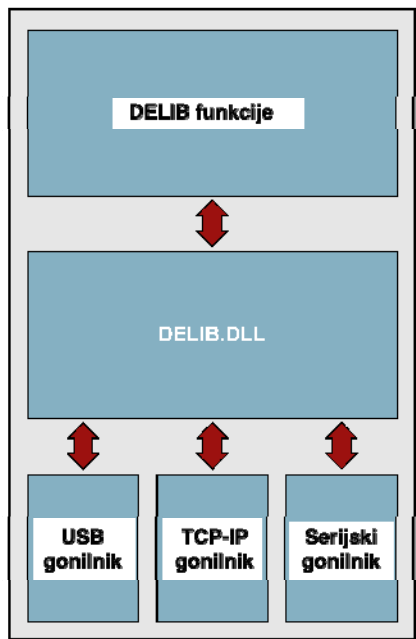 DELIB funkcije
DELIB.DLL
USB
gonilnik
TCP-IP
gonilnik
Serijski
gonilnik